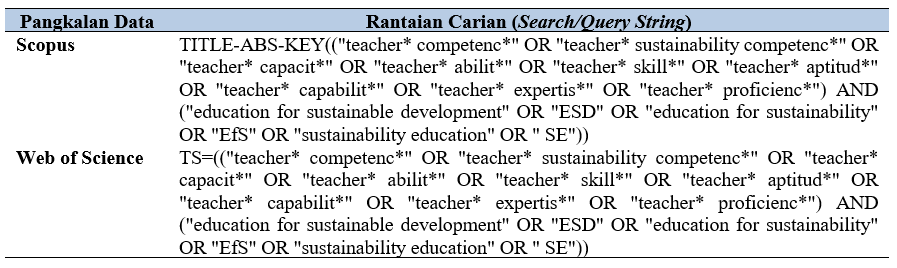 Pangkalan Data Rantaian Carian (Search/Query String)
Scopus TITLE-ABS-KEY(("teacher* competenc*" OR "teacher* sustainability competenc*" OR
"teacher* capacit*" OR "teacher* abilit*" OR "teacher* skill*" OR "teacher* aptitud*"
OR "teacher* capabilit*" OR "teacher* expertis*" OR "teacher* proficienc*") AND
("education for sustainable development" OR "ESD" OR "education for sustainability"
OR "EfS" OR "sustainability education" OR " SE"))
Web of Science TS=(("teacher* competenc*" OR "teacher* sustainability competenc*" OR "teacher*
capacit*" OR "teacher* abilit*" OR "teacher* skill*" OR "teacher* aptitud*" OR
"teacher* capabilit*" OR "teacher* expertis*" OR "teacher* proficienc*") AND
("education for sustainable development" OR "ESD" OR "education for sustainability"
OR "EfS" OR "sustainability education" OR " SE"))